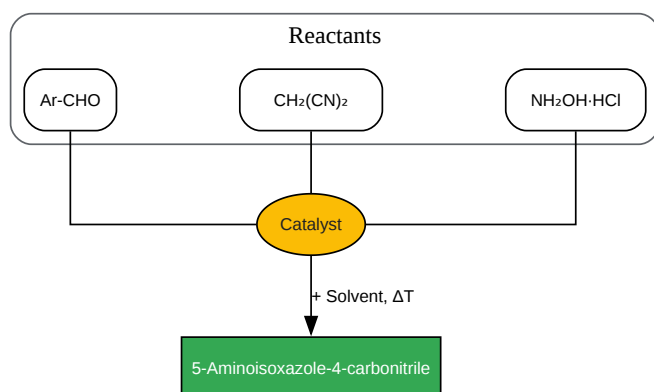 Reactants
Ar-CHO
CH₂(CN)₂
NH₂OH·HCl
Catalyst
+ Solvent, ΔT
5-Aminoisoxazole-4-carbonitrile